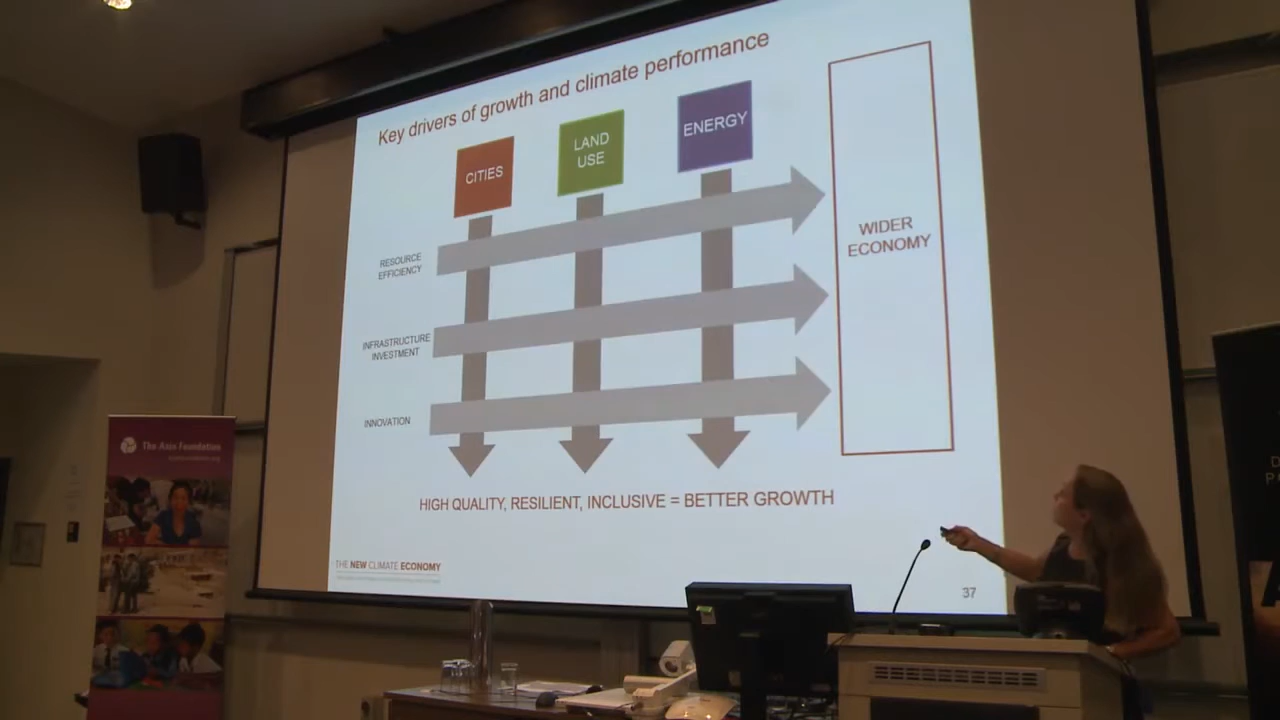 Key drivers of growth and climate performance
CITIES
LAND
USE
ENERGY
RESOURCE
EFFICIENCY
INFRASTRUCTURE
INVESTMENT
INNOVATION
WIDER
ECONOMY
HIGH QUALITY, RESILIENT, INCLUSIVE = BETTER GROWTH
THE NEW CLIMATE ECONOMY
37
The Asia Foundation